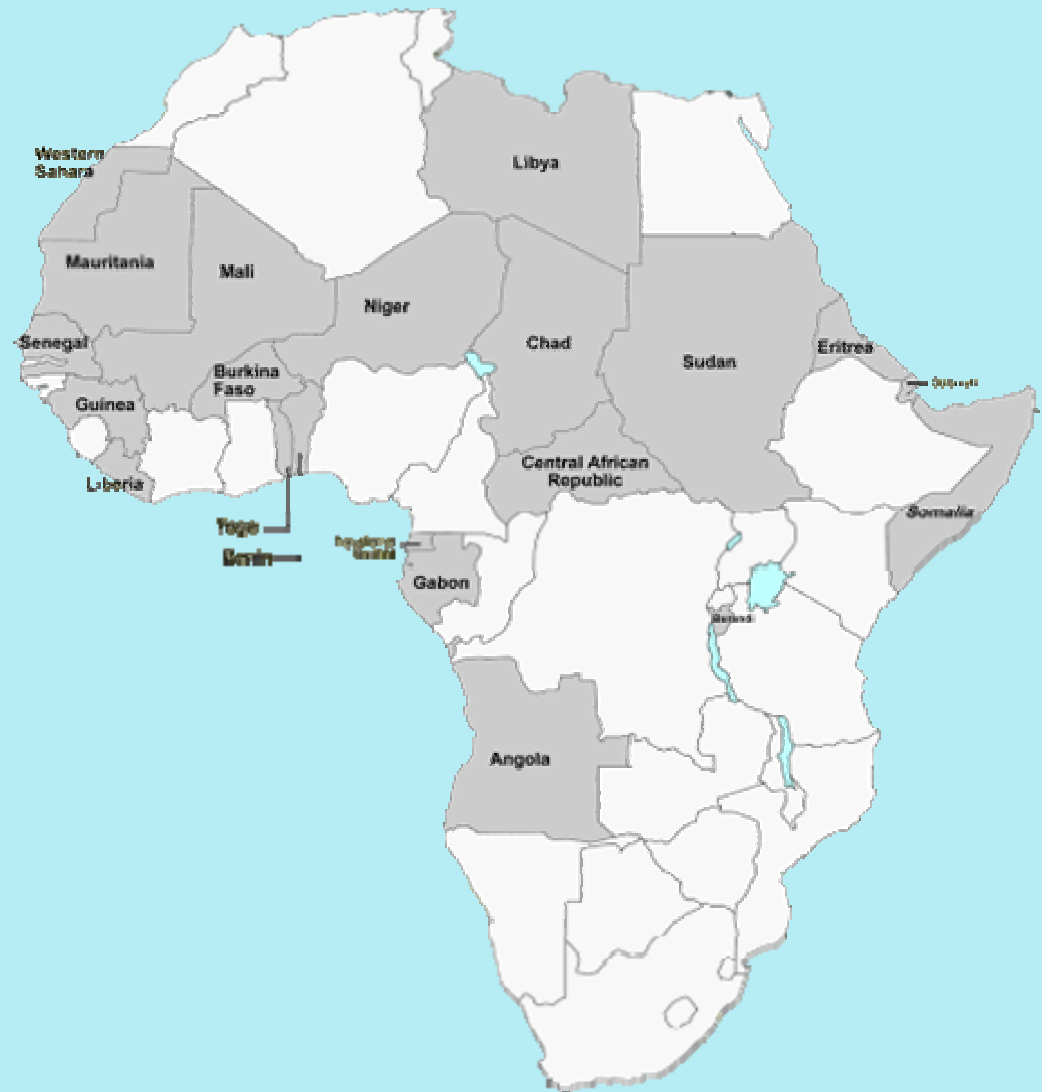 Western
Sahara
Libya
Mauritania
Mali
Niger
Chad
Sudan
Eritrea
Senegal
Burkina
Faso
Guinea
Central African
Republic
Liberia
Somalia
Togo
Benin
Gabon
Burundi
Angola